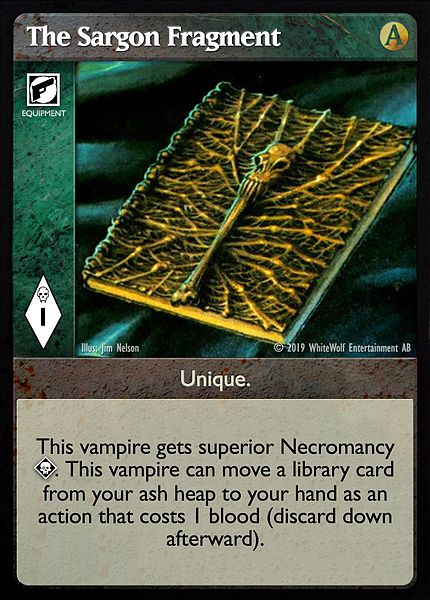 The Sargon Fragment
A
EQUIPMENT
1
Illus: Jim Nelson
© 2019 WhiteWolf Entertainment AB
Unique.
This vampire gets superior Necromancy
. This vampire can move a library card
from your ash heap to your hand as an
action that costs 1 blood (discard down
afterward).